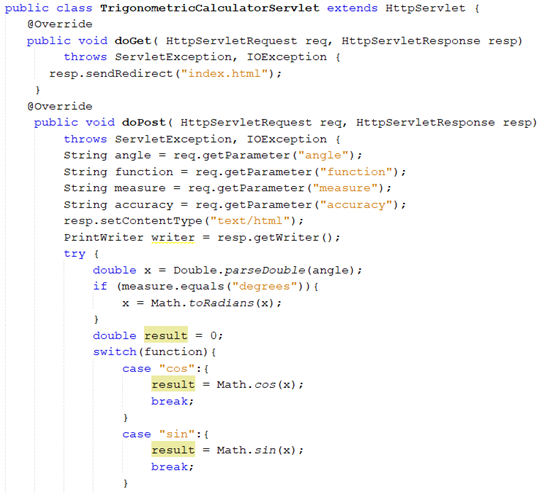 public class TrigonometricCalculatorServlet extends HttpServlet {
@Override
public void doGet( HttpServletRequest req, HttpServletResponse resp)
throws ServletException, IOException {
resp.sendRedirect("index.html");
}
@Override
public void doPost( HttpServletRequest req, HttpServletResponse resp)
throws ServletException, IOException {
String angle = req.getParameter("angle");
String function = req.getParameter("function");
String measure = req.getParameter("measure");
String accuracy = req.getParameter("accuracy");
resp.setContentType("text/html");
PrintWriter writer = resp.getWriter();
try {
double x = Double.parseDouble(angle);
if (measure.equals("degrees")){
x = Math.toRadians(x);
}
double result = 0;
switch(function){
case "cos":{
result = Math.cos(x);
break;
}
case "sin":{
result = Math.sin(x);
break;
}